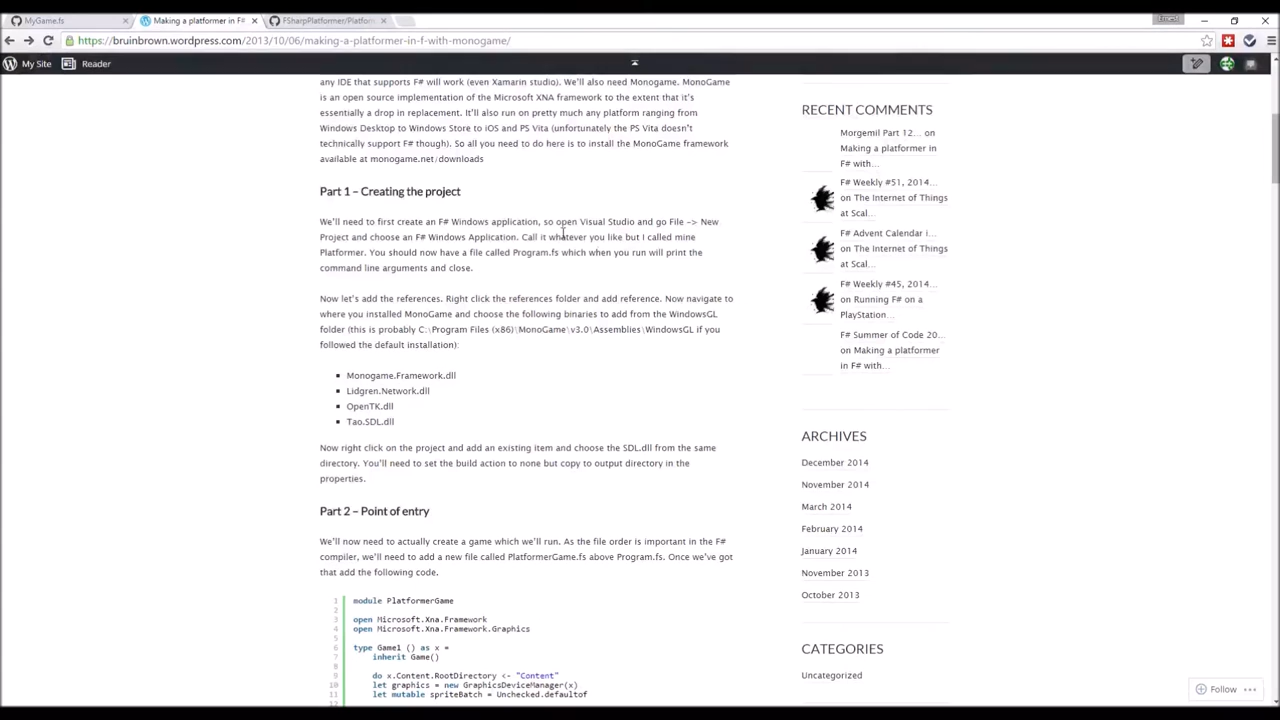 MyGame.fs
Making a platformer in F#
FSharpPlatformer/Platform
Ernest
https://bruinbrown.wordpress.com/2013/10/06/making-a-platformer-in-f-with-monogame/
My Site
Reader
any IDE that supports F# will work (even Xamarin studio). We'll also need Monogame. MonoGame
is an open source implementation of the Microsoft XNA framework to the extent that it's
essentially a drop in replacement. It'll also run on pretty much any platform ranging from
Windows Desktop to Windows Store to iOS and PS Vita (unfortunately the PS Vita doesn't
technically support F# though). So all you need to do here is to install the MonoGame framework
available at monogame.net/downloads
Part 1 – Creating the project
We'll need to first create an F# Windows application, so open Visual Studio and go File -> New
Project and choose an F# Windows Application. Call it whatever you like but I called mine
Platformer. You should now have a file called Program.fs which when you run will print the
command line arguments and close.
Now let's add the references. Right click the references folder and add reference. Now navigate to
where you installed MonoGame and choose the following binaries to add from the WindowsGL
folder (this is probably C:\Program Files (x86)\MonoGame\v3.0\Assemblies\WindowsGL if you
followed the default installation):
▪ Monogame.Framework.dll
▪ Lidgren.Network.dll
▪ OpenTK.dll
▪ Tao.SDL.dll
Now right click on the project and add an existing item and choose the SDL.dll from the same
directory. You'll need to set the build action to none but copy to output directory in the
properties.
Part 2 – Point of entry
We'll now need to actually create a game which we'll run. As the file order is important in the F#
compiler, we'll need to add a new file called PlatformerGame.fs above Program.fs. Once we've got
that add the following code.
1 module PlatformerGame
2
3 open Microsoft.Xna.Framework
4 open Microsoft.Xna.Framework.Graphics
5
6 type Game1 () as x =
7 inherit Game()
8
9 do x.Content.RootDirectory <- "Content"
10 let graphics = new GraphicsDeviceManager(x)
11 let mutable spriteBatch = Unchecked.defaultof
RECENT COMMENTS
Morgemil Part 12… on
Making a platformer in
F# with…
F# Weekly #51, 2014…
on The Internet of Things
at Scal…
F# Advent Calendar i…
on The Internet of Things
at Scal…
F# Weekly #45, 2014…
on Running F# on a
PlayStation…
F# Summer of Code 20…
on Making a platformer
in F# with…
ARCHIVES
December 2014
November 2014
March 2014
February 2014
January 2014
November 2013
October 2013
CATEGORIES
Uncategorized
Follow